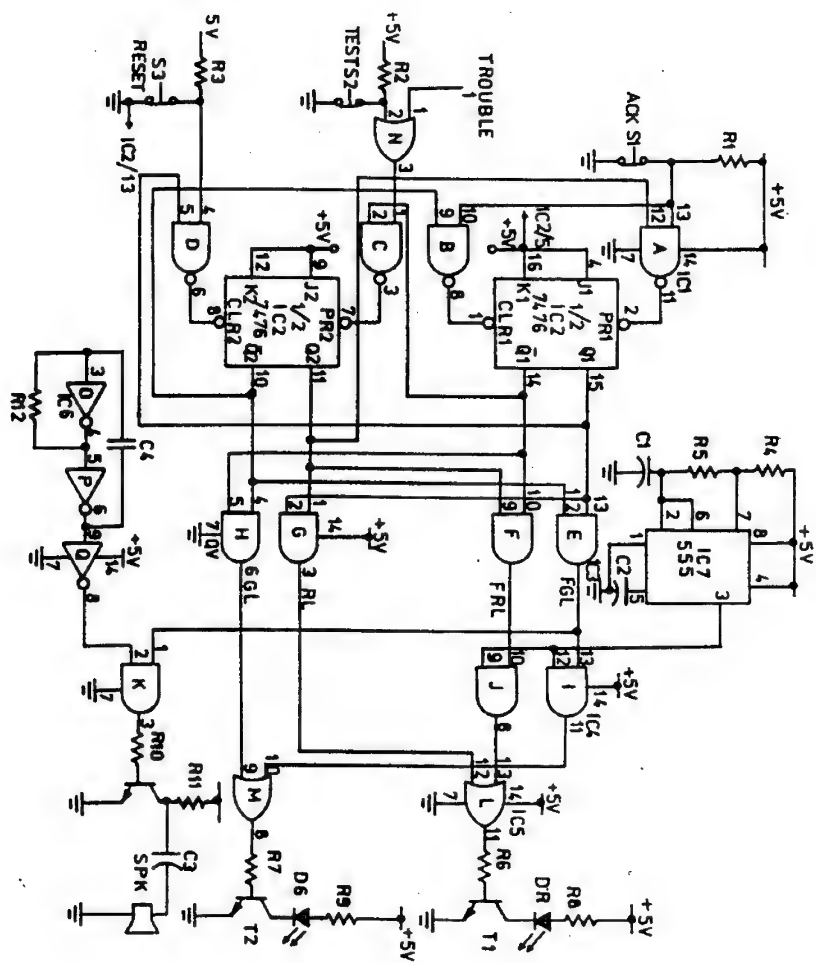 5V
R3
S3
RESET
IC2/13
+5V
R2
TEST S2
TROUBLE
1
1
2
N
3
ACK S1
R1
+5V
13
12
A
14
IC1
7
11
4
5
D
6
2
1
C
3
10
9
B
8
+5V
12
9
K2
J2
IC2
1/2
7476
CLR2
PR2
8
7
Q2
Q2
10
11
IC2/5
+5V
16
4
K1
J1
IC2
1/2
7476
CLR1
PR1
1
2
Q1
Q1
14
15
C1
R5
R4
+5V
2
6
7
8
4
IC7
555
1
5
3
C2
R12
3
O
IC6
4
C4
5
P
6
9
+5V
14
Q
7
8
5
4
H
7
0V
6
GL
2
1
G
14
+5V
3
RL
9
10
F
FRL
12
13
E
FGL
2
1
K
7
3
R10
R11
C3
SPK
9
10
J
8
12
13
I
14
+5V
IC4
11
9
10
M
8
R7
T2
D6
R9
+5V
12
13
L
14
+5V
IC5
7
11
R6
T1
DR
R8
+5V